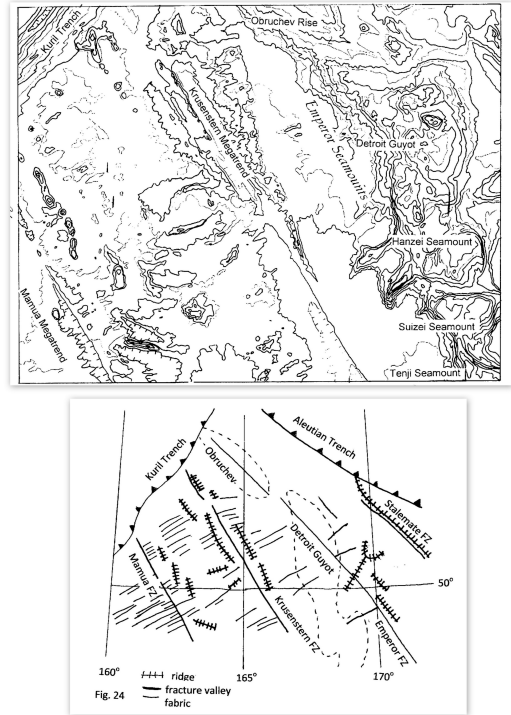 Kuril Trench
Obruchev Rise
Krusenstern Megatrend
Emperor Seamounts
Detroit Guyot
Hanzei Seamount
Mamua Megatrend
Suizei Seamount
Tenji Seamount
Kuril Trench
Aleutian Trench
Obruchev
Stalemate FZ
Detroit Guyot
Mamua FZ
50°
Krusenstern FZ
Emperor FZ
160°
165°
170°
ridge
fracture valley
Fig. 24
fabric